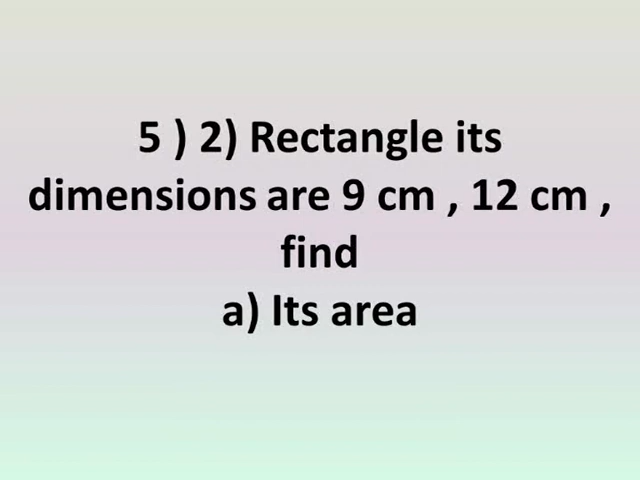 5 ) 2) Rectangle its
dimensions are 9 cm , 12 cm ,
find
a) Its area